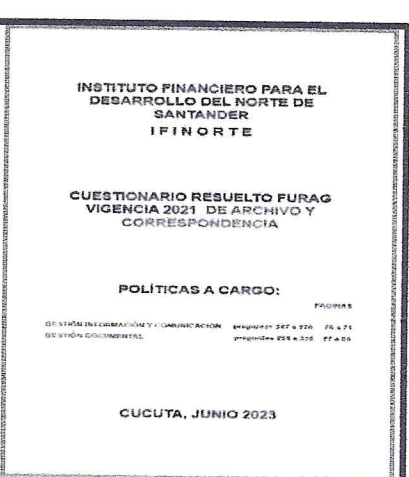 INSTITUTO FINANCIERO PARA EL
DESARROLLO DEL NORTE DE
SANTANDER
I F I N O R T E
CUESTIONARIO RESUELTO FURAG
VIGENCIA 2021 DE ARCHIVO Y
CORRESPONDENCIA
POLÍTICAS A CARGO:
PAGINAS
GESTIÓN INFORMACIÓN Y COMUNICACIÓN preguntas
GESTIÓN DOCUMENTAL preguntas
CUCUTA, JUNIO 2023